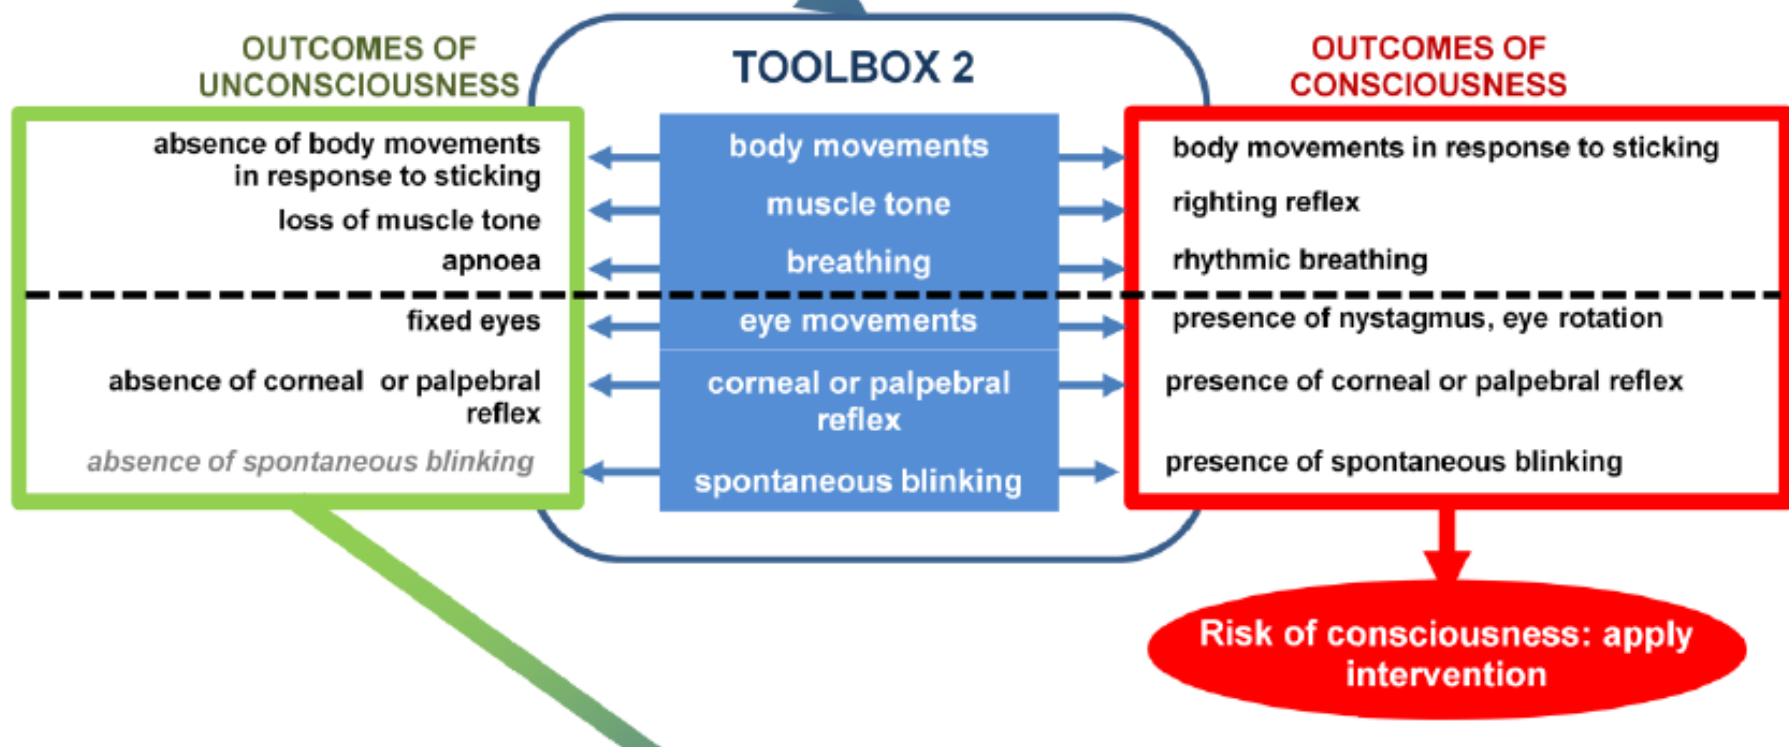 OUTCOMES OF
UNCONSCIOUSNESS
TOOLBOX 2
OUTCOMES OF
CONSCIOUSNESS
absence of body movements
in response to sticking
body movements
body movements in response to sticking
loss of muscle tone
muscle tone
righting reflex
apnoea
breathing
rhythmic breathing
fixed eyes
eye movements
presence of nystagmus, eye rotation
absence of corneal or palpebral
reflex
corneal or palpebral
reflex
presence of corneal or palpebral reflex
absence of spontaneous blinking
spontaneous blinking
presence of spontaneous blinking
Risk of consciousness: apply
intervention